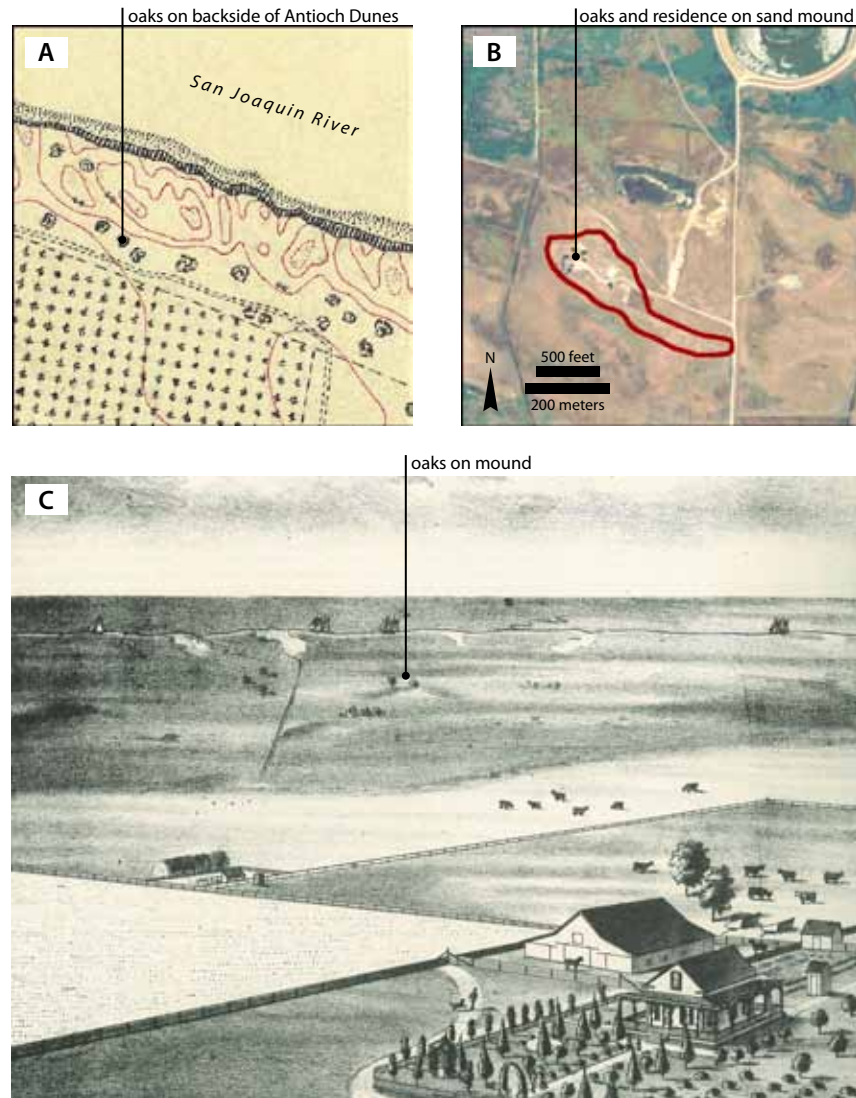 oaks on backside of Antioch Dunes
A
San Joaquin River
oaks and residence on sand mound
B
N
500 feet
200 meters
oaks on mound
C